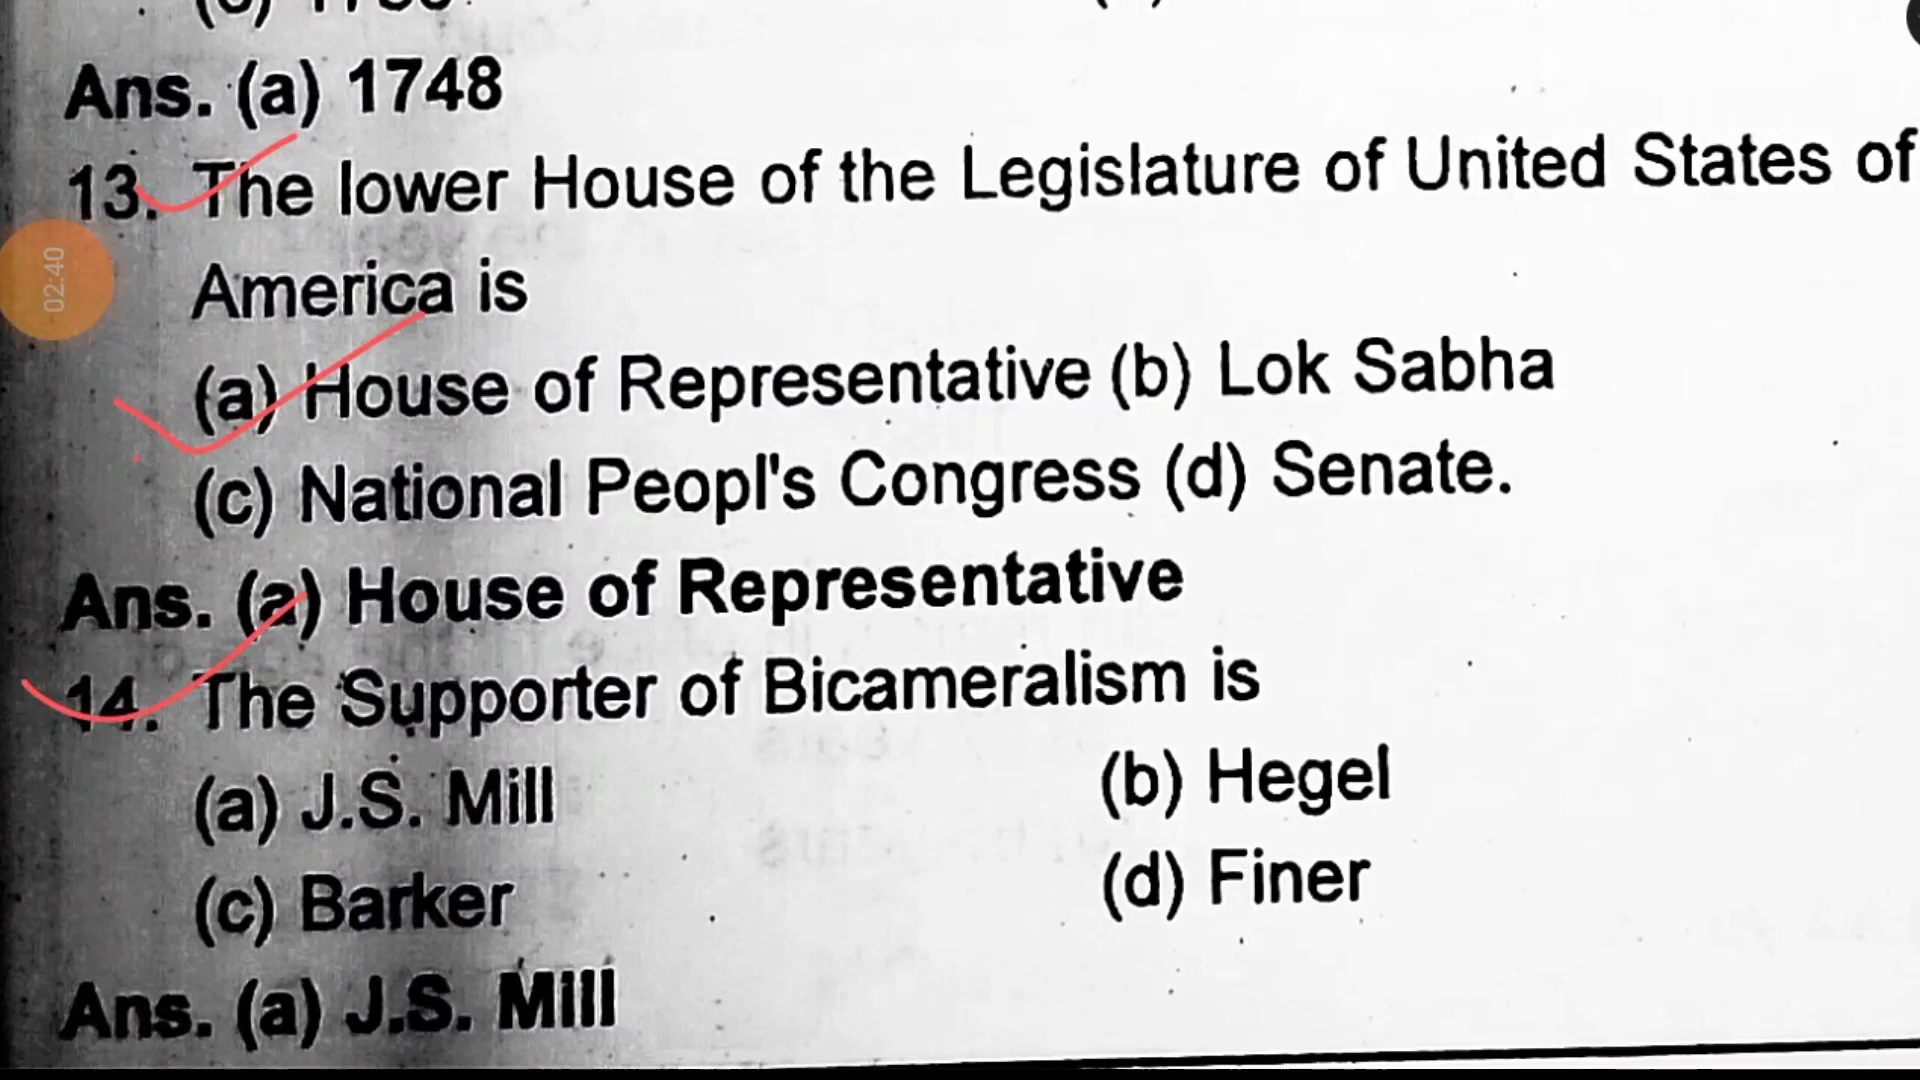 Ans. (a) 1748
13. The lower House of the Legislature of United States of
America is
(a) House of Representative (b) Lok Sabha
(c) National Peopl's Congress (d) Senate.
Ans. (a) House of Representative
14. The Supporter of Bicameralism is
(a) J.S. Mill (b) Hegel
(c) Barker (d) Finer
Ans. (a) J.S. Mill
02:40